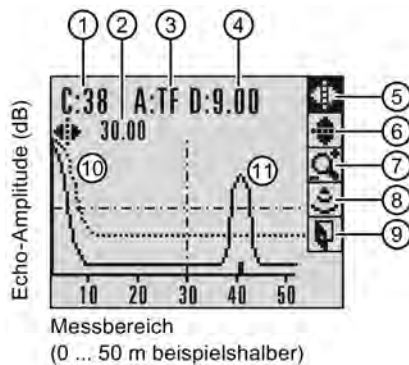 1 2 3 4
C:38 A:TF D:9.00
30.00
5
6
7
8
9
10
11
Echo-Amplitude (dB)
10 20 30 40 50
Messbereich
(0 ... 50 m beispielshalber)